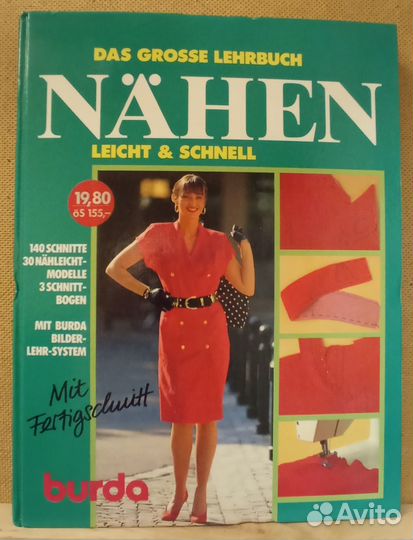 DAS GROSSE LEHRBUCH
NÄHEN
LEICHT & SCHNELL
19,80
öS 155,-
140 SCHNITTE
30 NÄHLEICHT-
MODELLE
3 SCHNITT-
BOGEN
MIT BURDA
BILDER-
LEHR-SYSTEM
Mit
Fertigschnitt
burda
Avito